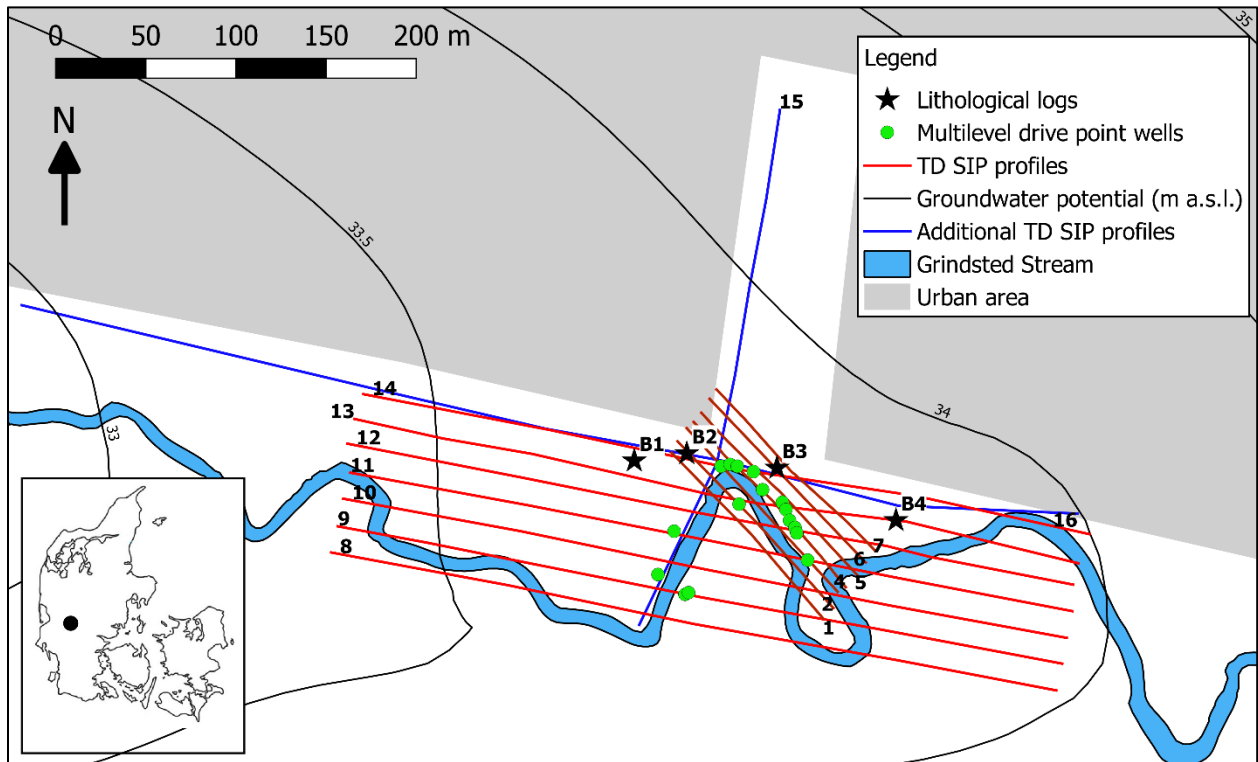 0 50 100 150 200 m
35
Legend
Lithological logs
Multilevel drive point wells
TD SIP profiles
Groundwater potential (m a.s.l.)
Additional TD SIP profiles
Grindsted Stream
Urban area
N
15
33.5
34
33
14
13
12
11
10
9
8
B1
B2
B3
B4
16
7
6
5
4
2
1